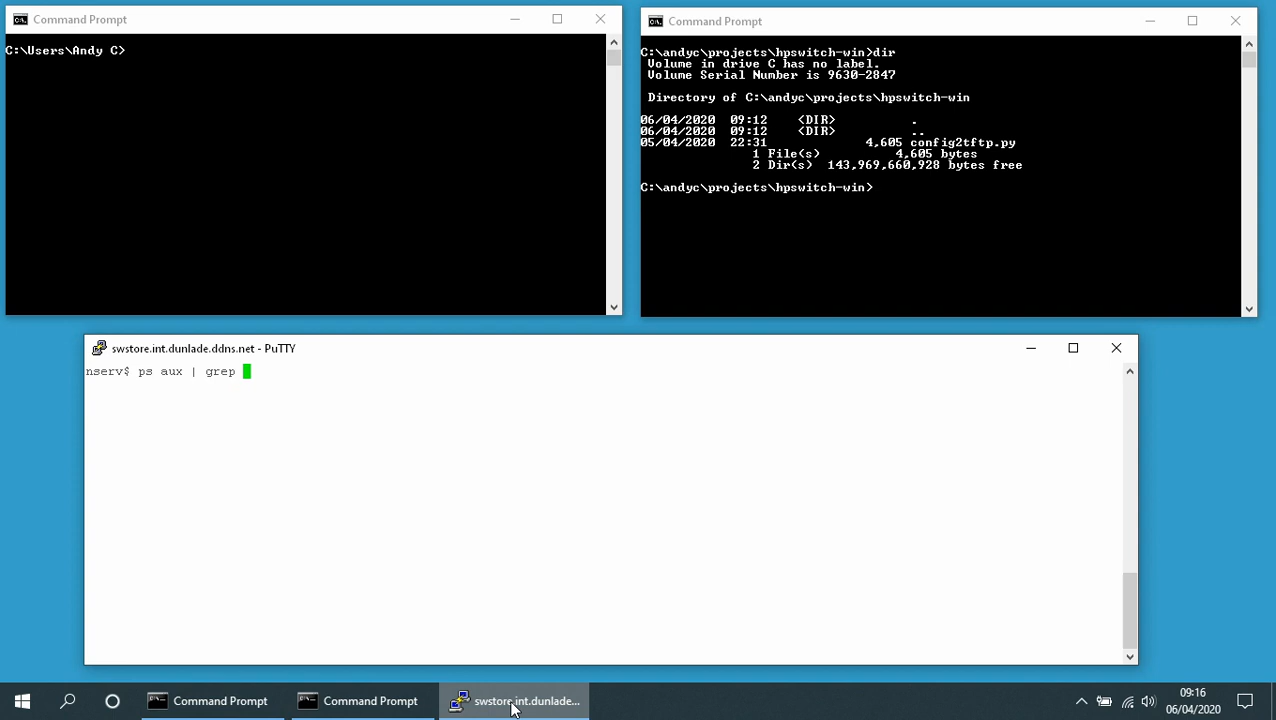 Command Prompt
C:\Users\Andy C>
Command Prompt
C:\andyc\projects\hpswitch-win>dir
Volume in drive C has no label.
Volume Serial Number is 9630-2847
Directory of C:\andyc\projects\hpswitch-win
06/04/2020 09:12 <DIR> .
06/04/2020 09:12 <DIR> ..
05/04/2020 22:31 4,605 config2tftp.py
1 File(s) 4,605 bytes
2 Dir(s) 143,969,660,928 bytes free
C:\andyc\projects\hpswitch-win>
swstore.int.dunlade.ddns.net - PuTTY
nserv$ ps aux | grep
Command Prompt
Command Prompt
swstore.int.dunlade...
09:16
06/04/2020